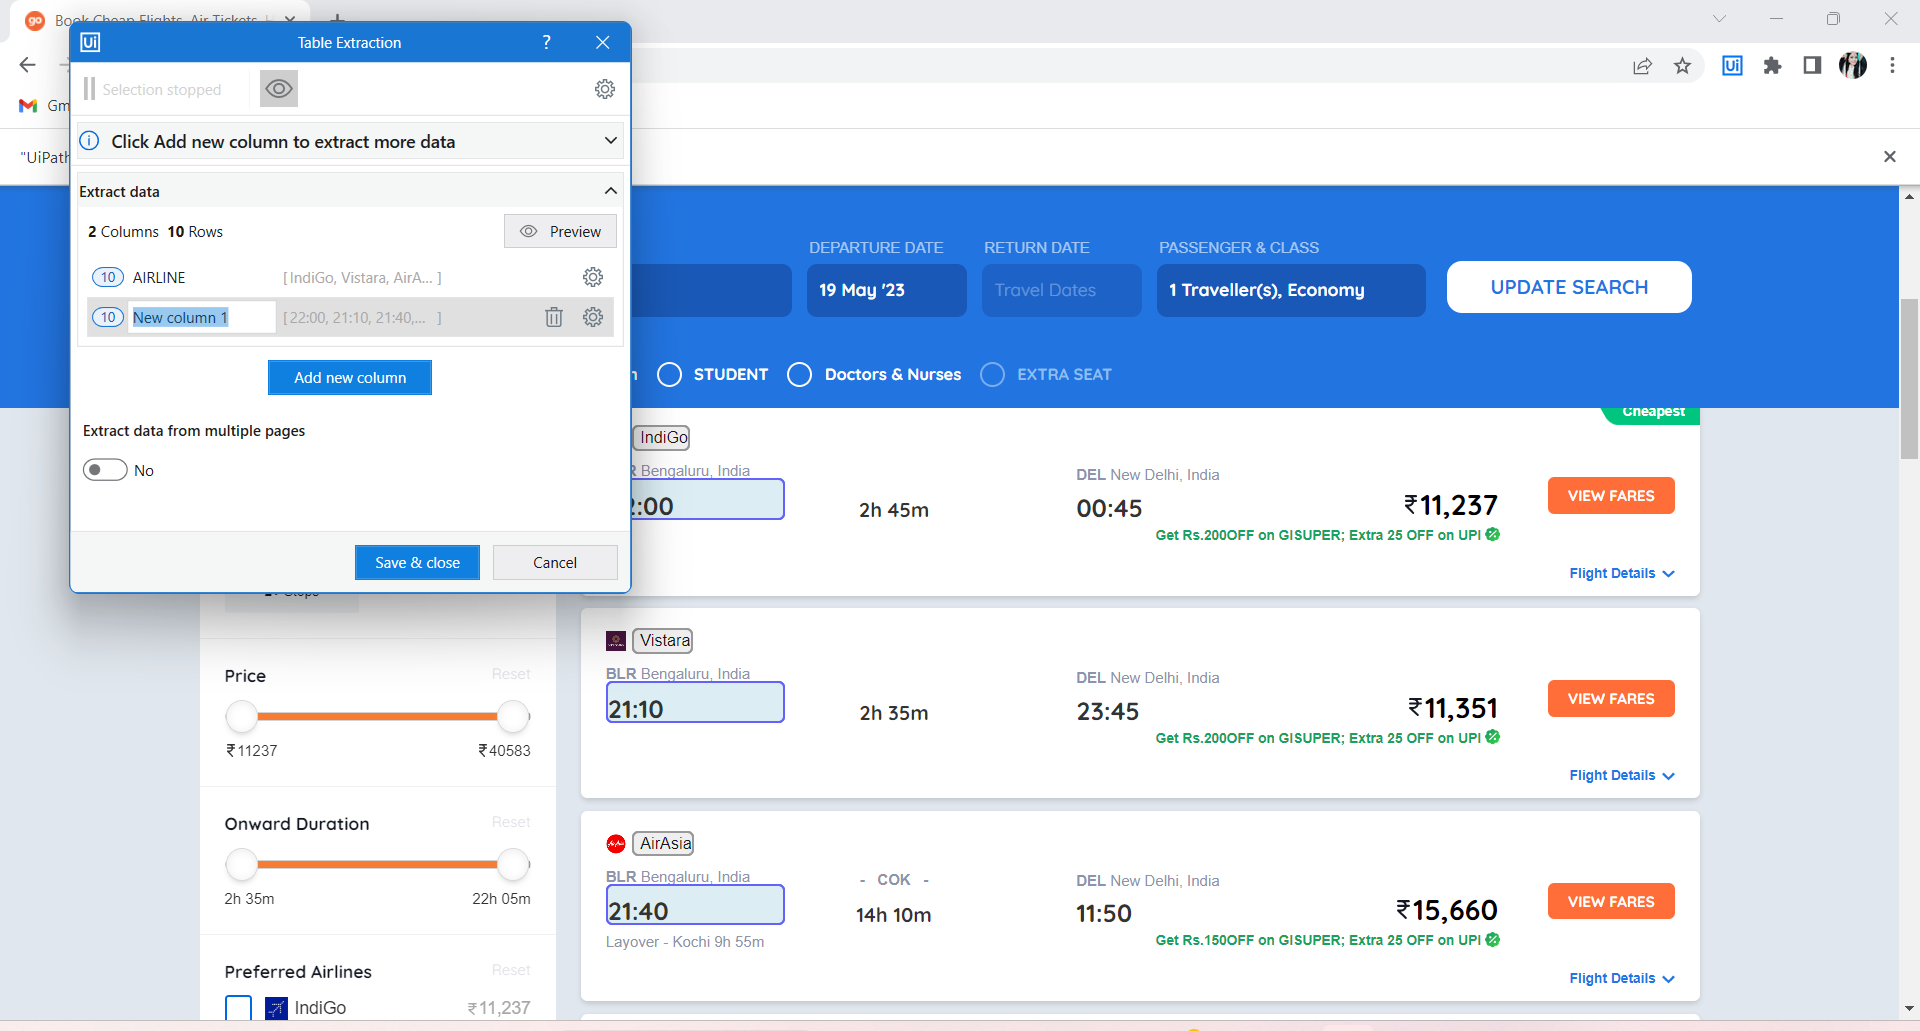 go Book Cheap Flights, Air Tickets
Ui Table Extraction ?
Selection stopped
Ui
Gm
Click Add new column to extract more data
"UiPath
Extract data
2 Columns 10 Rows
Preview
10 AIRLINE [ IndiGo, Vistara, AirA... ]
10 New column 1 [ 22:00, 21:10, 21:40,... ]
Add new column
Extract data from multiple pages
No
Save & close
Cancel
DEPARTURE DATE RETURN DATE PASSENGER & CLASS
19 May '23 Travel Dates 1 Traveller(s), Economy UPDATE SEARCH
n STUDENT Doctors & Nurses EXTRA SEAT
Cheapest
IndiGo
R Bengaluru, India
DEL New Delhi, India
2:00 2h 45m 00:45 ₹11,237 VIEW FARES
Get Rs.200OFF on GISUPER; Extra 25 OFF on UPI
Flight Details
Vistara
BLR Bengaluru, India
DEL New Delhi, India
21:10 2h 35m 23:45 ₹11,351 VIEW FARES
Get Rs.200OFF on GISUPER; Extra 25 OFF on UPI
Flight Details
AirAsia
BLR Bengaluru, India
- COK - DEL New Delhi, India
21:40 14h 10m 11:50 ₹15,660 VIEW FARES
Layover - Kochi 9h 55m
Get Rs.150OFF on GISUPER; Extra 25 OFF on UPI
Flight Details
Price Reset
₹11237 ₹40583
Onward Duration Reset
2h 35m 22h 05m
Preferred Airlines Reset
IndiGo ₹11,237